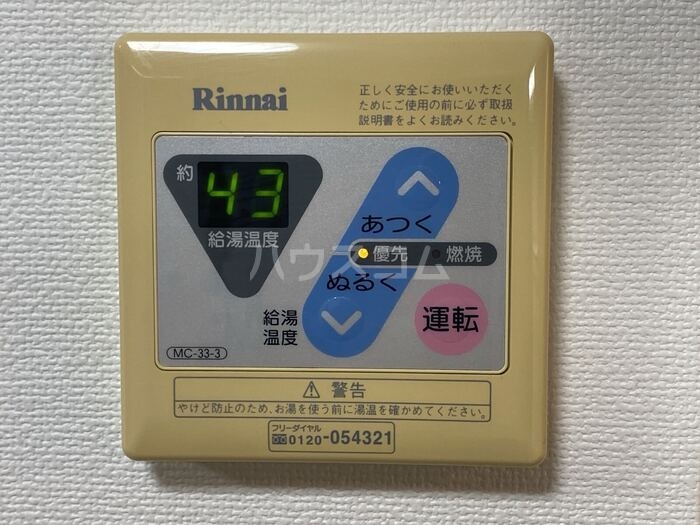 Rinnai
正しく安全にお使いいただく
ためにご使用の前に必ず取扱
説明書をよくお読みください。
約
43
給湯温度
あつく
優先
燃焼
ハウスコム
ぬるく
給湯
温度
運転
MC-33-3
⚠ 警告
やけど防止のため、お湯を使う前に湯温を確かめてください。
フリーダイヤル
0120-054321